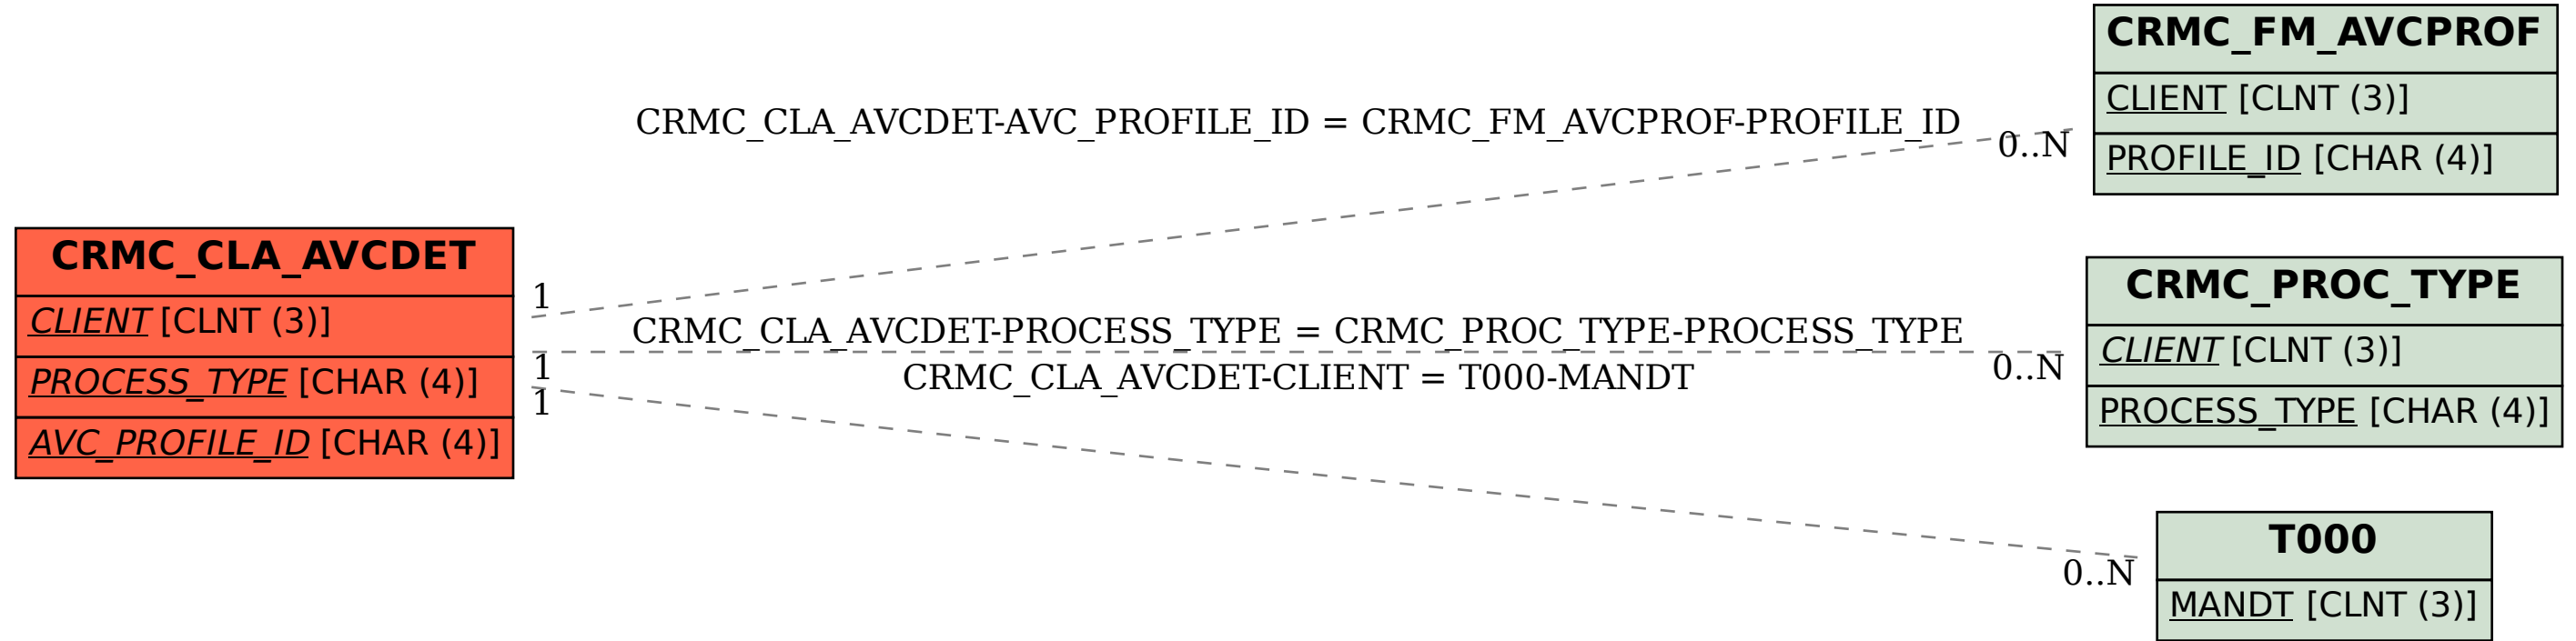 CRMC_FM_AVCPROF
CLIENT [CLNT (3)]
PROFILE_ID [CHAR (4)]
CRMC_CLA_AVCDET-AVC_PROFILE_ID = CRMC_FM_AVCPROF-PROFILE_ID
0..N
CRMC_CLA_AVCDET
CLIENT [CLNT (3)]
PROCESS_TYPE [CHAR (4)]
AVC_PROFILE_ID [CHAR (4)]
1
CRMC_CLA_AVCDET-PROCESS_TYPE = CRMC_PROC_TYPE-PROCESS_TYPE
1
0..N
CRMC_CLA_AVCDET-CLIENT = T000-MANDT
1
CRMC_PROC_TYPE
CLIENT [CLNT (3)]
PROCESS_TYPE [CHAR (4)]
0..N
T000
MANDT [CLNT (3)]